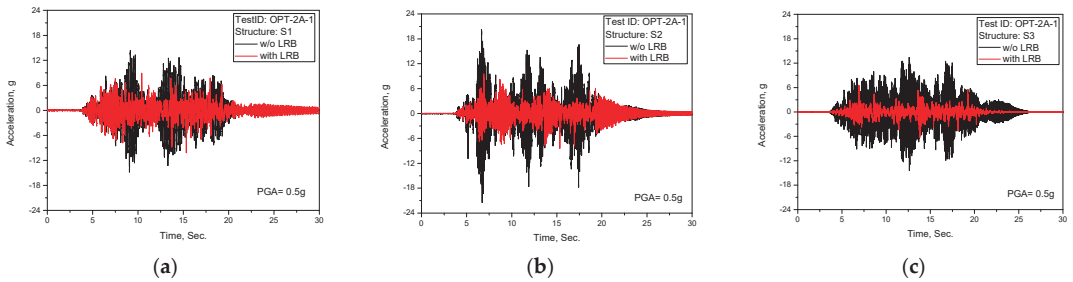 TestID: OPT-2A-1
Structure: S1
w/o LRB
with LRB
24
18
12
6
0
-6
-12
-18
-24
Acceleration, g
PGA= 0.5g
0 5 10 15 20 25 30
Time, Sec.
(a)
Test ID: OPT-2A-1
Structure: S2
w/o LRB
with LRB
24
18
12
6
0
-6
-12
-18
-24
Acceleration, g
PGA= 0.5g
0 5 10 15 20 25 30
Time, Sec.
(b)
Test ID: OPT-2A-1
Structure: S3
w/o LRB
with LRB
24
18
12
6
0
-6
-12
-18
-24
Acceleration, g
PGA= 0.5g
0 5 10 15 20 25 30
Time, Sec.
(c)